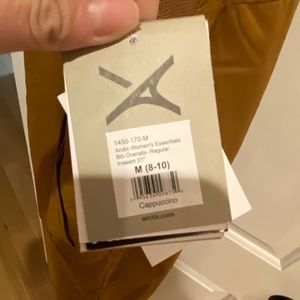 1450-170-M
Arctix Women's Essentials
Bib Overalls- Regular
Inseam 31"
M (8-10)
Cappuccino
arctix.com